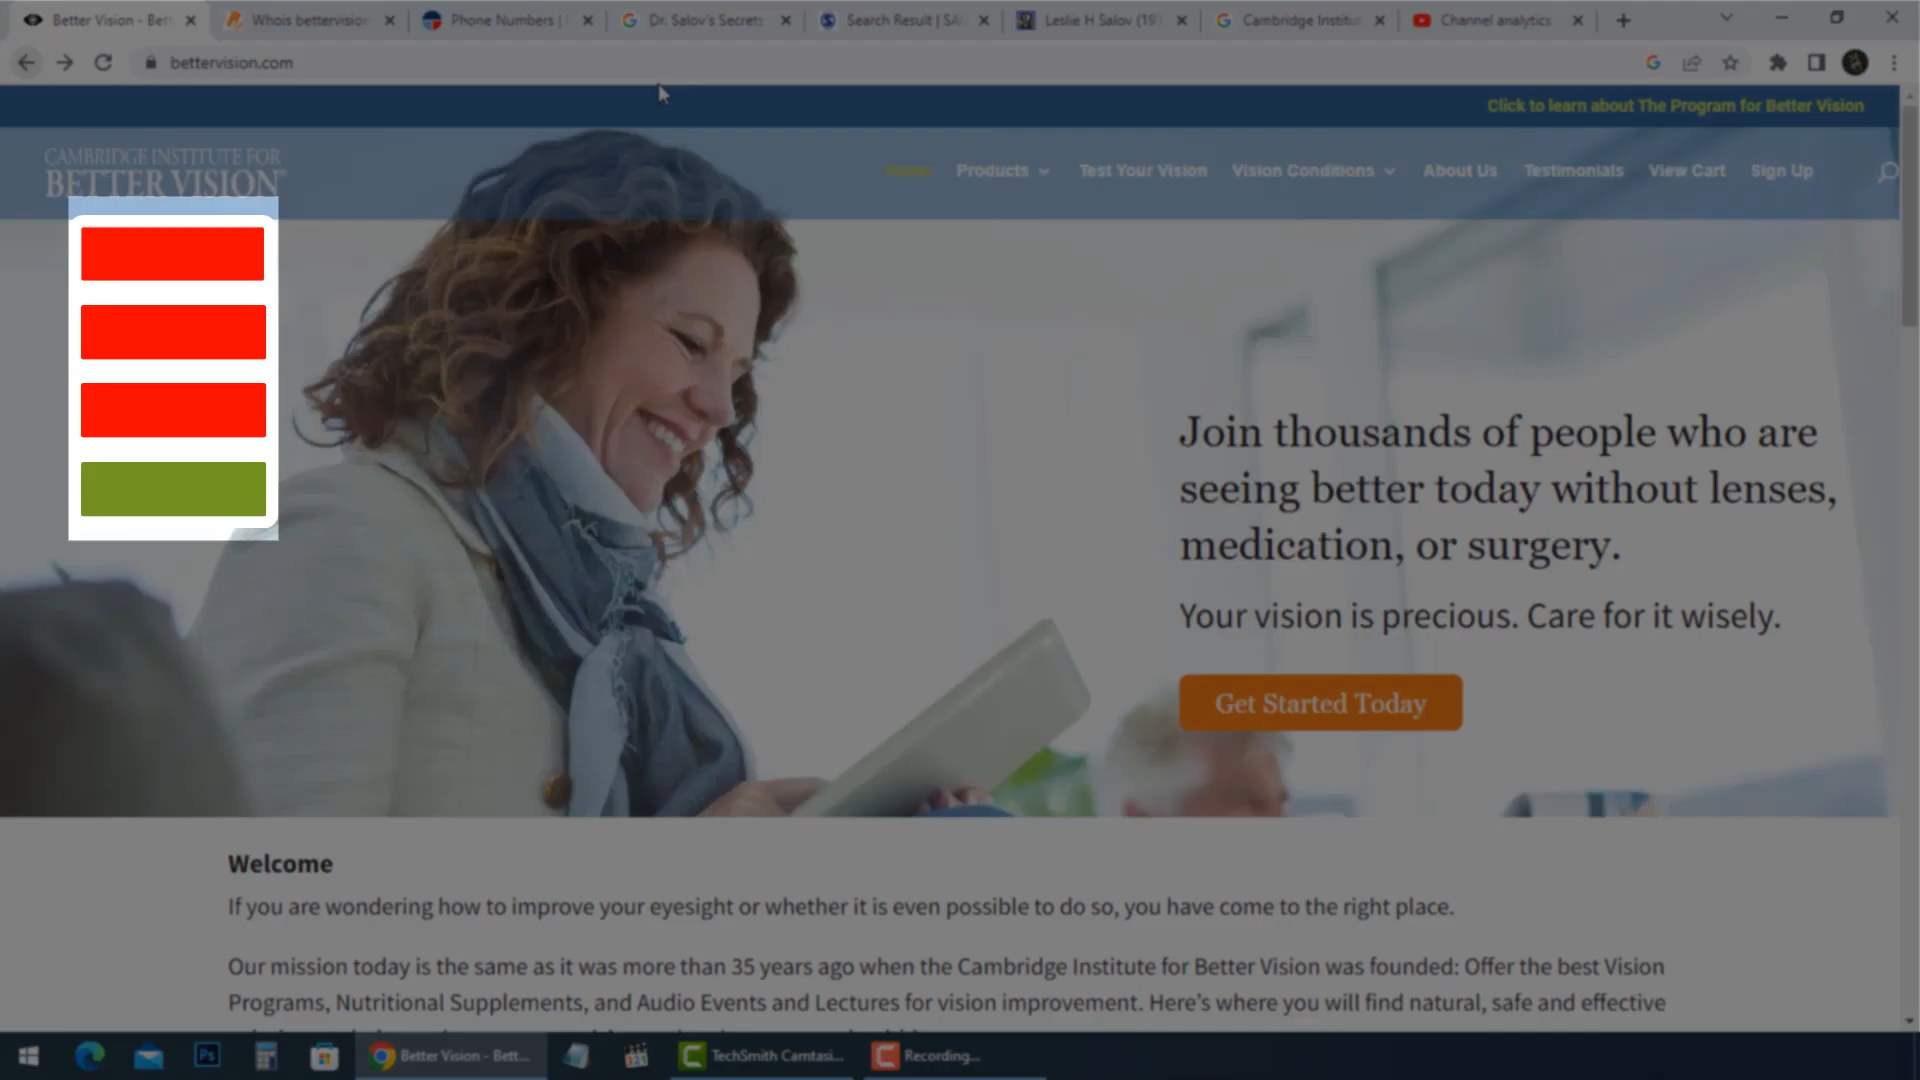 Better Vision - Bett
Whois bettervision
Phone Numbers |
Dr. Salov's Secrets
Search Result | SA
Leslie H Salov (191
Cambridge Institut
Channel analytics
bettervision.com
Click to learn about The Program for Better Vision
CAMBRIDGE INSTITUTE FOR
BETTER VISION®
Home
Products
Test Your Vision
Vision Conditions
About Us
Testimonials
View Cart
Sign Up
Join thousands of people who are
seeing better today without lenses,
medication, or surgery.
Your vision is precious. Care for it wisely.
Get Started Today
Welcome
If you are wondering how to improve your eyesight or whether it is even possible to do so, you have come to the right place.
Our mission today is the same as it was more than 35 years ago when the Cambridge Institute for Better Vision was founded: Offer the best Vision
Programs, Nutritional Supplements, and Audio Events and Lectures for vision improvement. Here's where you will find natural, safe and effective
Ps
Better Vision - Bett...
321
TechSmith Camtasi...
Recording...